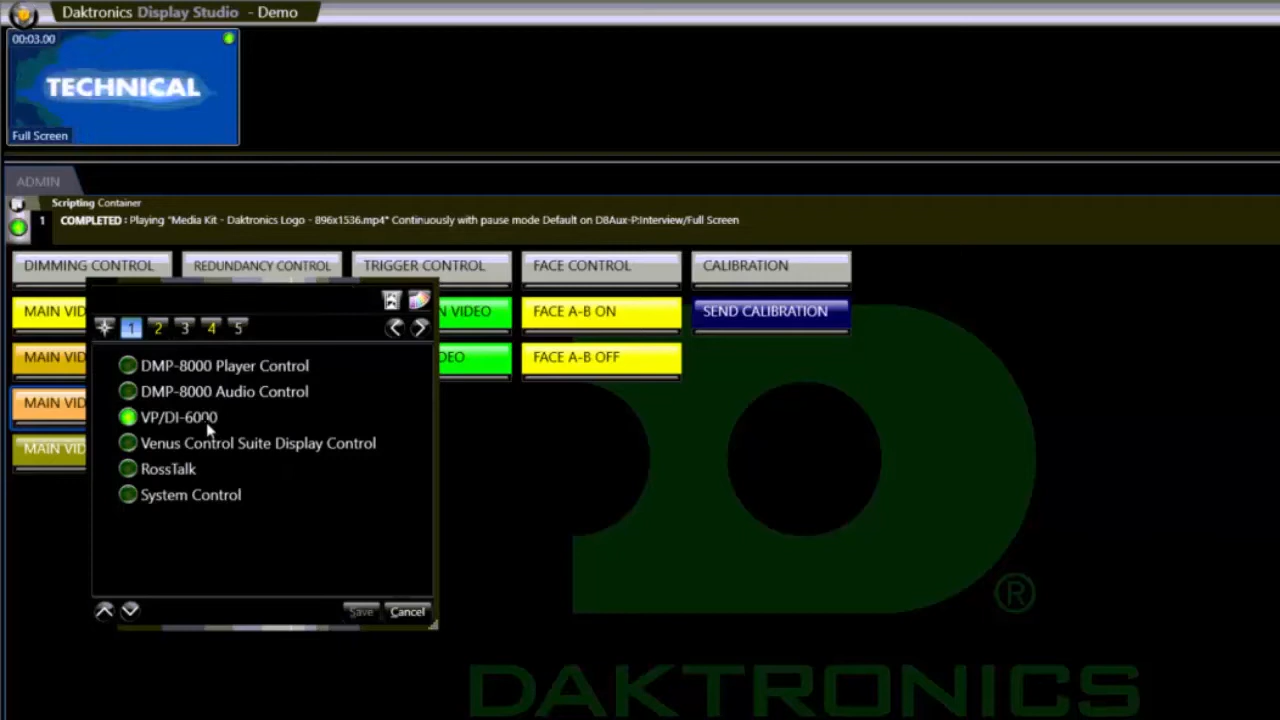 Daktronics Display Studio - Demo
00:03.00
TECHNICAL
Full Screen
ADMIN
Scripting Container
1 COMPLETED : Playing "Media Kit - Daktronics Logo - 896x1536.mp4" Continuously with pause mode Default on D8Aux-P:Interview/Full Screen
DIMMING CONTROL REDUNDANCY CONTROL TRIGGER CONTROL FACE CONTROL CALIBRATION
MAIN VID N VIDEO FACE A-B ON SEND CALIBRATION
MAIN VID DEO FACE A-B OFF
MAIN VID
MAIN VID
1 2 3 4 5
DMP-8000 Player Control
DMP-8000 Audio Control
VP/DI-6000
Venus Control Suite Display Control
RossTalk
System Control
Save Cancel
®
DAKTRONICS